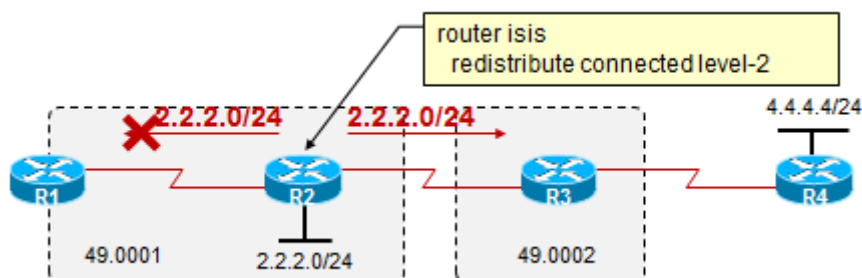 router isis
redistribute connected level-2
4.4.4.4/24
2.2.2.0/24 2.2.2.0/24
R1 R2 R3 R4
49.0001 2.2.2.0/24 49.0002